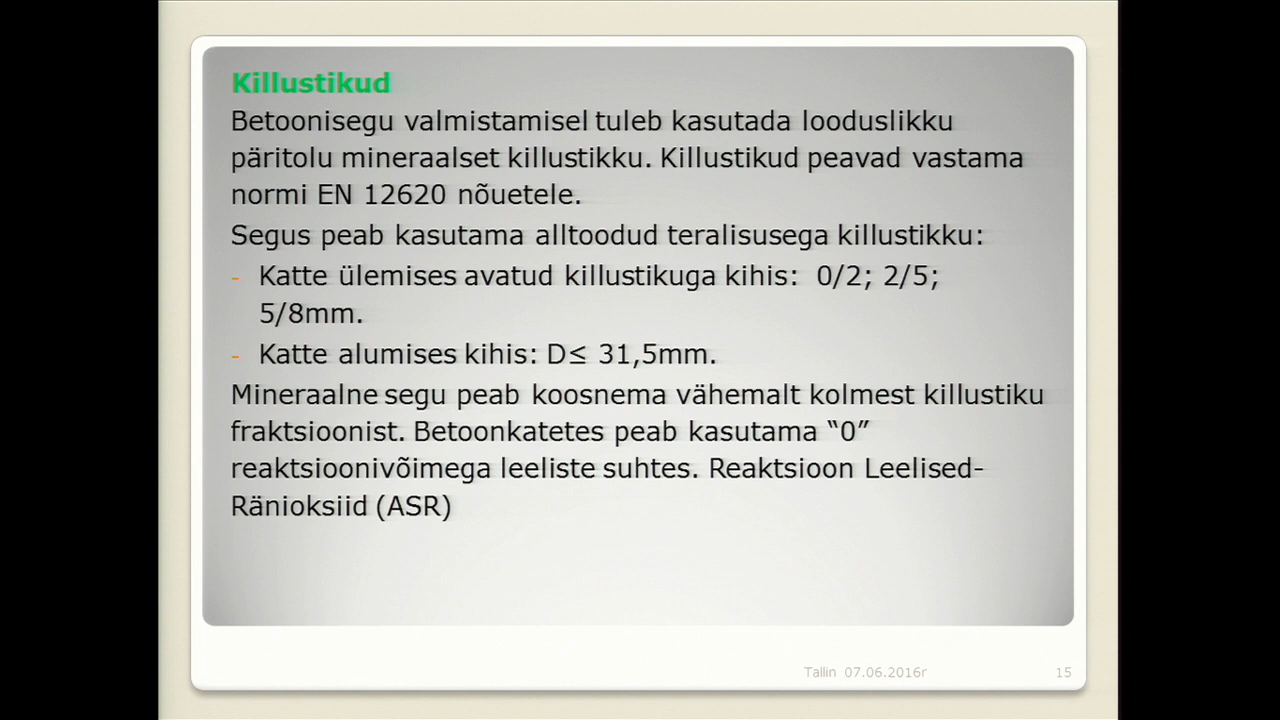 Killustikud
Betoonisegu valmistamisel tuleb kasutada looduslikku
päritolu mineraalset killustikku. Killustikud peavad vastama
normi EN 12620 nõuetele.
Segus peab kasutama alltoodud teralisusega killustikku:
- Katte ülemises avatud killustikuga kihis: 0/2; 2/5;
5/8mm.
- Katte alumises kihis: D≤ 31,5mm.
Mineraalne segu peab koosnema vähemalt kolmest killustiku
fraktsioonist. Betoonkatetes peab kasutama “0”
reaktsioonivõimega leeliste suhtes. Reaktsioon Leelised-
Ränioksiid (ASR)
Tallin 07.06.2016r 15